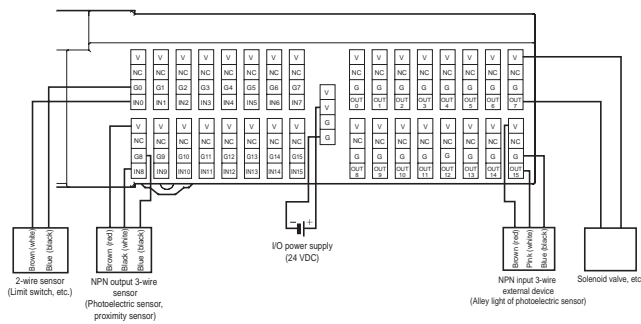 V V V V V V V V V V V V V V V V
NC NC NC NC NC NC NC NC NC NC NC NC NC NC NC NC
G0 G1 G2 G3 G4 G5 G6 G7 G G G G G G G G
IN0 IN1 IN2 IN3 IN4 IN5 IN6 IN7 OUT 0 OUT 1 OUT 2 OUT 3 OUT 4 OUT 5 OUT 6 OUT 7
V
V
G
G
V V V V V V V V V V V V V V V V
NC NC NC NC NC NC NC NC NC NC NC NC NC NC NC NC
G8 G9 G10 G11 G12 G13 G14 G15 G G G G G G G G
IN8 IN9 IN10 IN11 IN12 IN13 IN14 IN15 OUT 8 OUT 9 OUT 10 OUT 11 OUT 12 OUT 13 OUT 14 OUT 15
− +
I/O power supply
(24 VDC)
Brown (white)
Blue (black)
2-wire sensor
(Limit switch, etc.)
Brown (red)
Black (white)
Blue (black)
NPN output 3-wire
sensor
(Photoelectric sensor,
proximity sensor)
Brown (red)
Pink (white)
Blue (black)
NPN input 3-wire
external device
(Alley light of photoelectric sensor)
Solenoid valve, etc